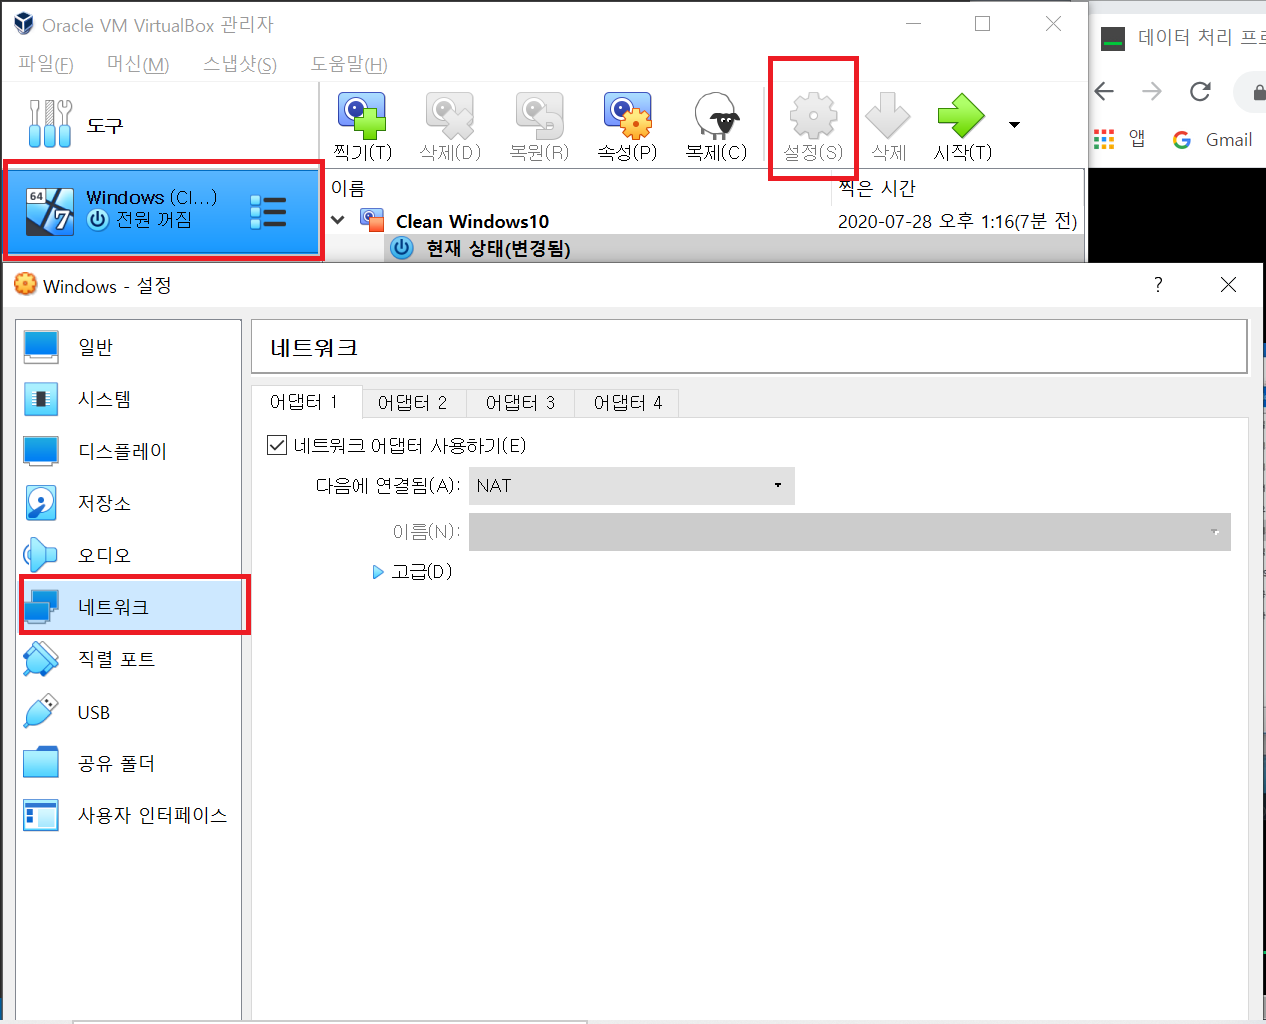 Oracle VM VirtualBox 관리자
파일(F) 머신(M) 스냅샷(S) 도움말(H)
데이터 처리 프로
도구
찍기(T) 삭제(D) 복원(R) 속성(P) 복제(C) 설정(S) 삭제 시작(T)
앱 Gmail
64
7
Windows (Cl...)
전원 꺼짐
이름 찍은 시간
Clean Windows10 2020-07-28 오후 1:16(7분 전)
현재 상태(변경됨)
Windows - 설정 ?
일반
시스템
디스플레이
저장소
오디오
네트워크
직렬 포트
USB
공유 폴더
사용자 인터페이스
네트워크
어댑터 1 어댑터 2 어댑터 3 어댑터 4
네트워크 어댑터 사용하기(E)
다음에 연결됨(A): NAT
이름(N):
고급(D)